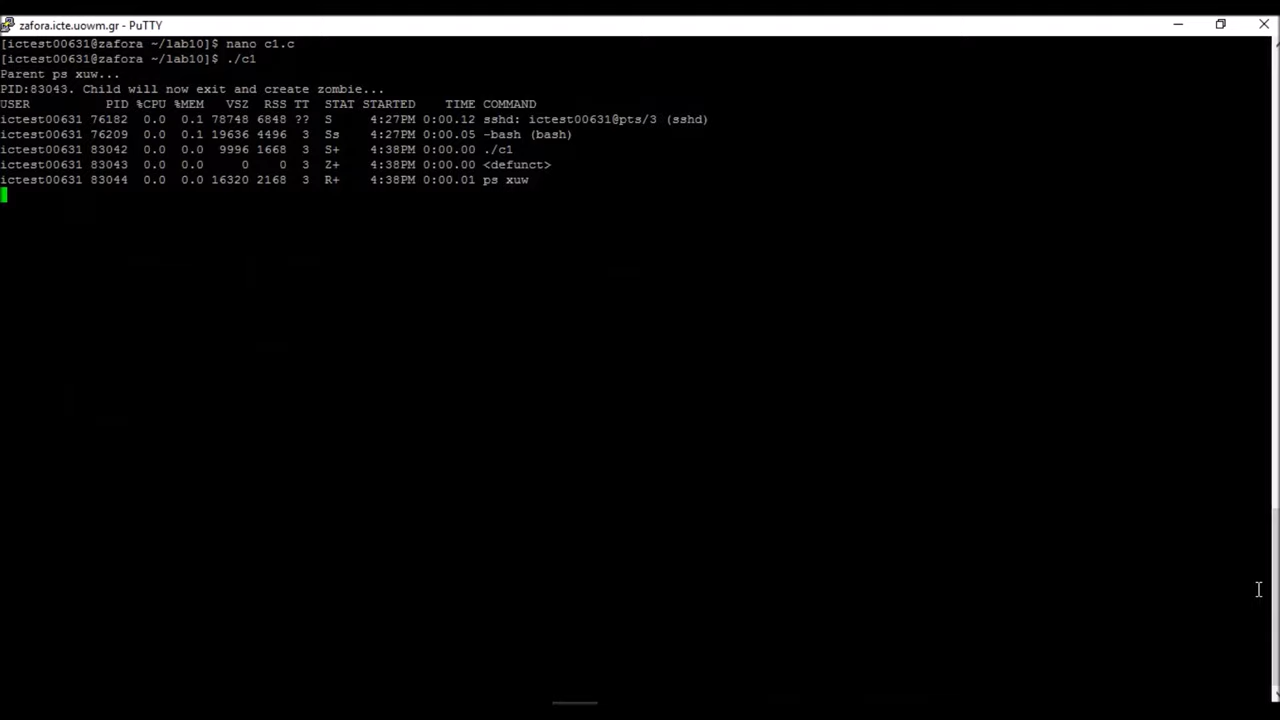 zafora.icte.uowm.gr - PuTTY
[ictest00631@zafora ~/lab10]$ nano c1.c
[ictest00631@zafora ~/lab10]$ ./c1
Parent ps xuw...
PID:83043. Child will now exit and create zombie...
USER PID %CPU %MEM VSZ RSS TT STAT STARTED TIME COMMAND
ictest00631 76182 0.0 0.1 78748 6848 ?? S 4:27PM 0:00.12 sshd: ictest00631@pts/3 (sshd)
ictest00631 76209 0.0 0.1 19636 4496 3 Ss 4:27PM 0:00.05 -bash (bash)
ictest00631 83042 0.0 0.0 9996 1668 3 S+ 4:38PM 0:00.00 ./c1
ictest00631 83043 0.0 0.0 0 0 3 Z+ 4:38PM 0:00.00 <defunct>
ictest00631 83044 0.0 0.0 16320 2168 3 R+ 4:38PM 0:00.01 ps xuw